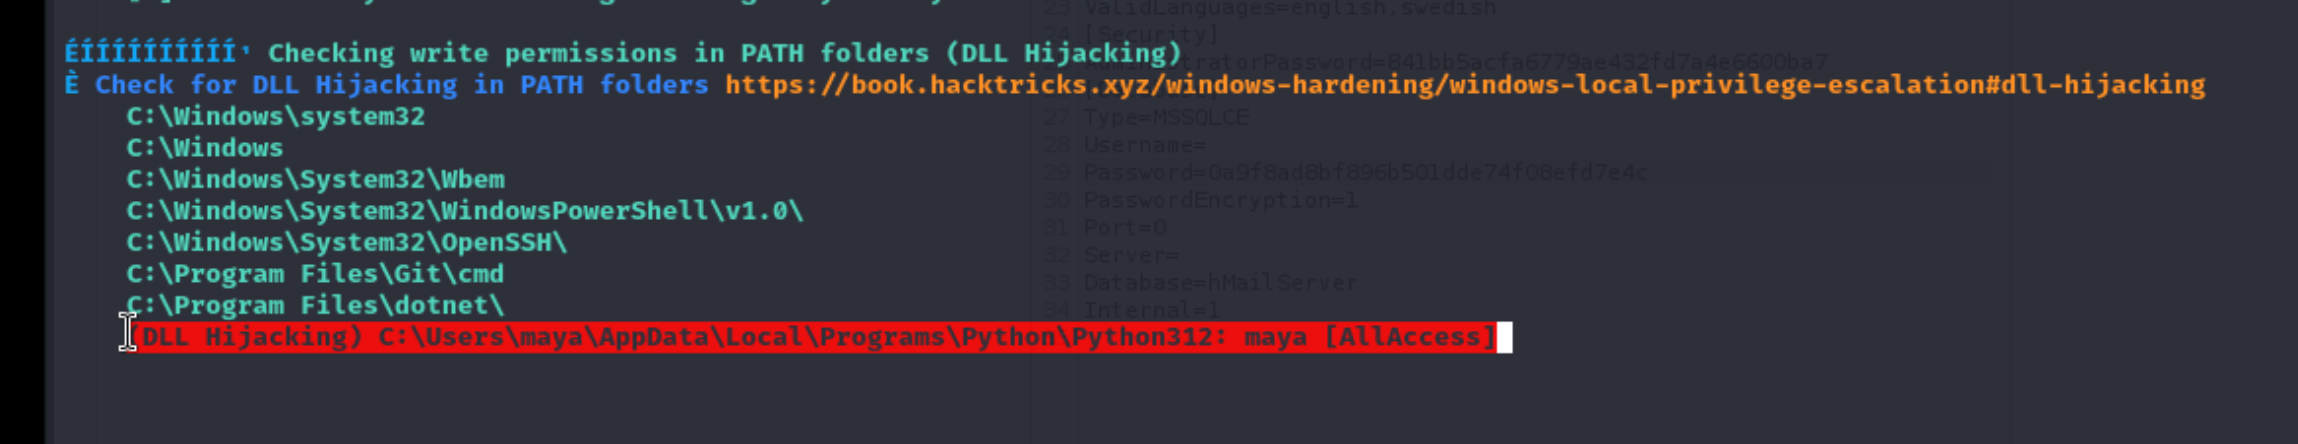 23 ValidLanguages=english,swedish
ÉÍÍÍÍÍÍÍÍÍÍ¹ Checking write permissions in PATH folders (DLL Hijacking)
24 [Security]
AdministratorPassword=841bb5acfa6779ae432fd7a4e6600ba7
È Check for DLL Hijacking in PATH folders https://book.hacktricks.xyz/windows-hardening/windows-local-privilege-escalation#dll-hijacking
C:\Windows\system32
27 Type=MSSQLCE
C:\Windows
28 Username=
C:\Windows\System32\Wbem
29 Password=0a9f8ad8bf896b501dde74f08efd7e4c
30 PasswordEncryption=1
C:\Windows\System32\WindowsPowerShell\v1.0\
31 Port=0
C:\Windows\System32\OpenSSH\
32 Server=
C:\Program Files\Git\cmd
33 Database=hMailServer
C:\Program Files\dotnet\
34 Internal=1
(DLL Hijacking) C:\Users\maya\AppData\Local\Programs\Python\Python312: maya [AllAccess]